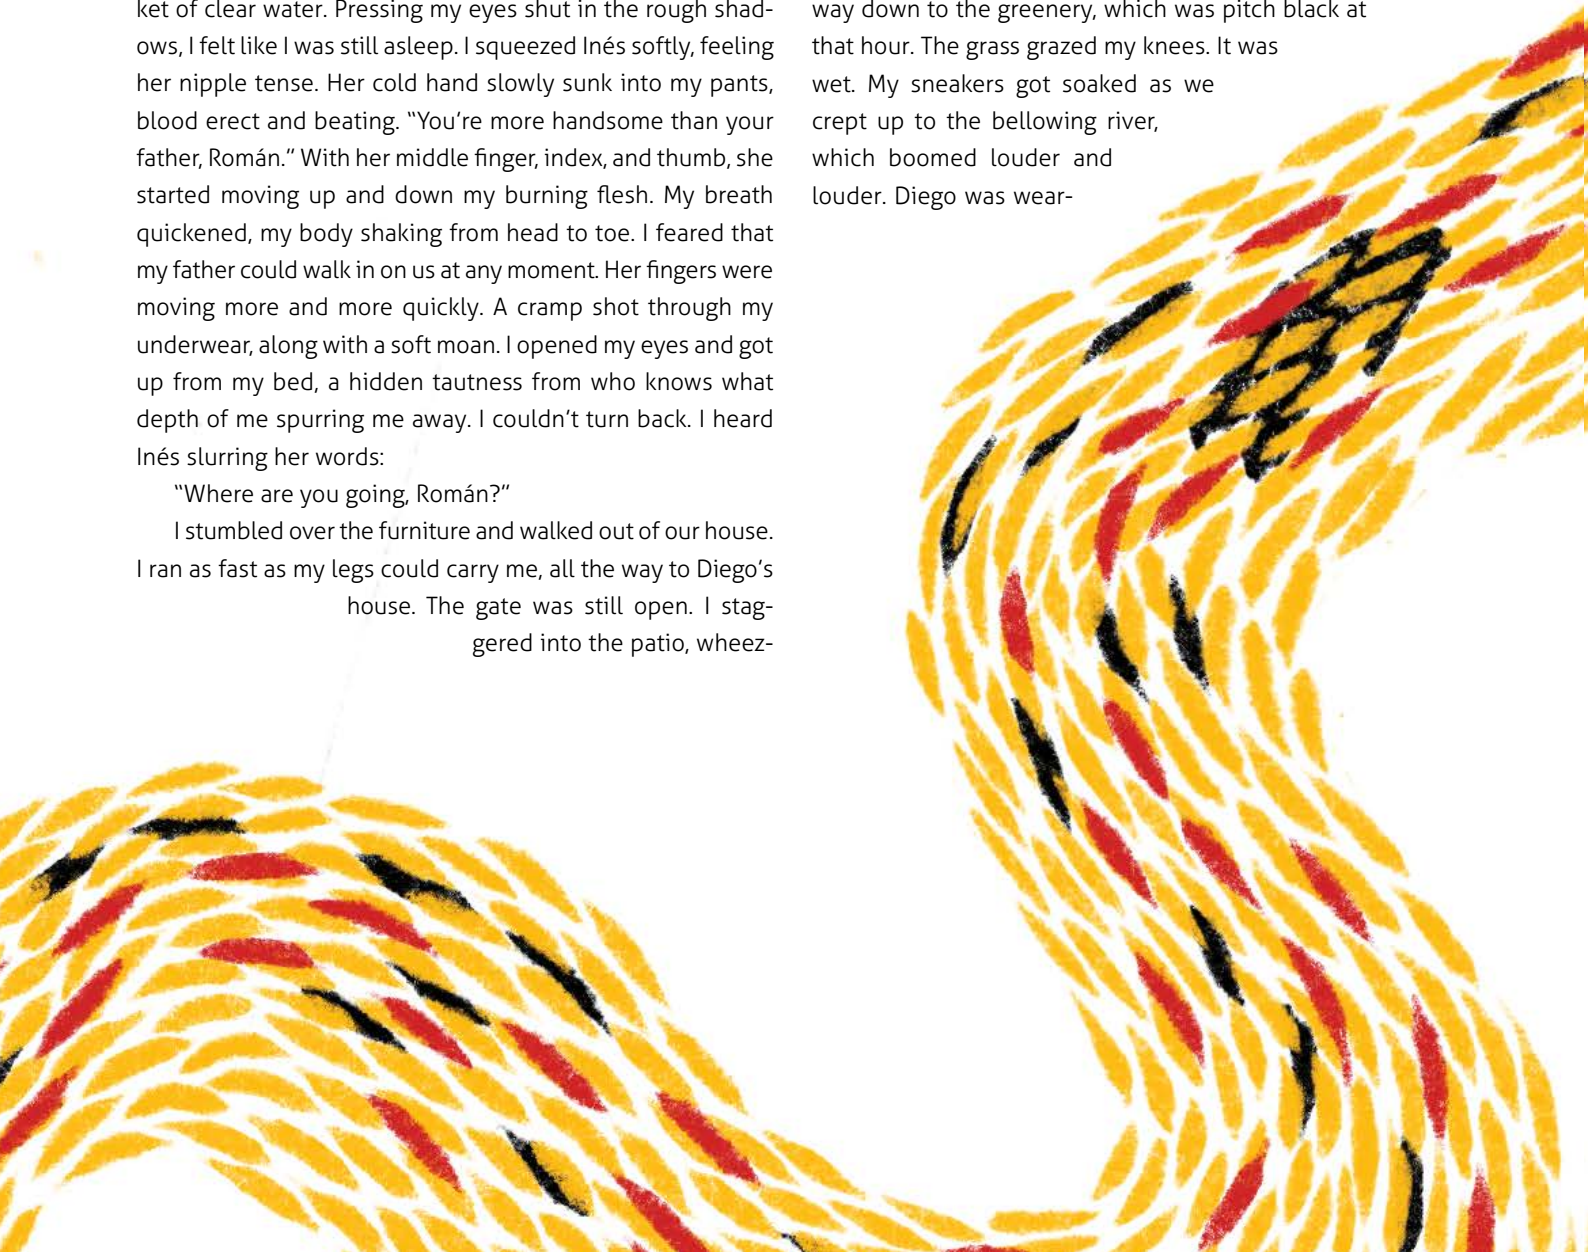 ket of clear water. Pressing my eyes shut in the rough shad-
ows, I felt like I was still asleep. I squeezed Inés softly, feeling
her nipple tense. Her cold hand slowly sunk into my pants,
blood erect and beating. “You’re more handsome than your
father, Román.” With her middle finger, index, and thumb, she
started moving up and down my burning flesh. My breath
quickened, my body shaking from head to toe. I feared that
my father could walk in on us at any moment. Her fingers were
moving more and more quickly. A cramp shot through my
underwear, along with a soft moan. I opened my eyes and got
up from my bed, a hidden tautness from who knows what
depth of me spurring me away. I couldn’t turn back. I heard
Inés slurring her words:
“Where are you going, Román?”
I stumbled over the furniture and walked out of our house.
I ran as fast as my legs could carry me, all the way to Diego’s
house. The gate was still open. I stag-
gered into the patio, wheez-
way down to the greenery, which was pitch black at
that hour. The grass grazed my knees. It was
wet. My sneakers got soaked as we
crept up to the bellowing river,
which boomed louder and
louder. Diego was wear-